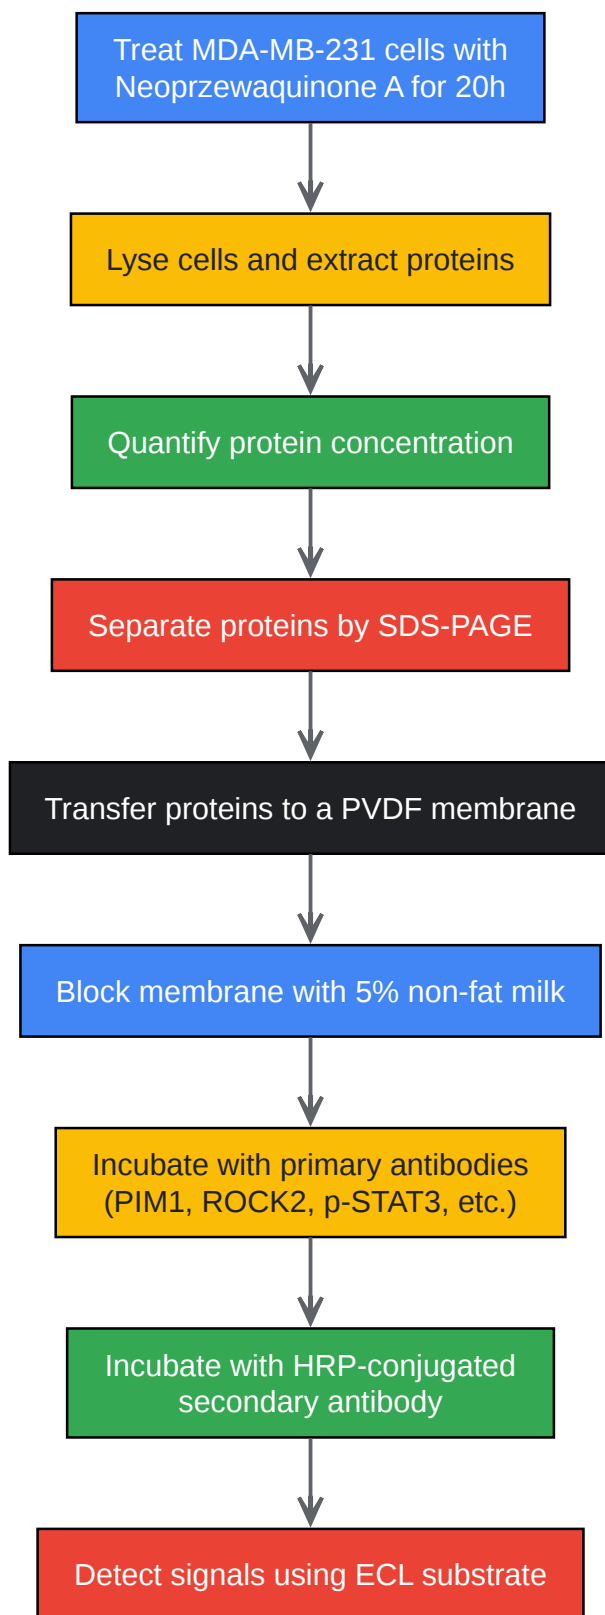 Treat MDA-MB-231 cells with
Neoprzewaquinone A for 20h
Lyse cells and extract proteins
Quantify protein concentration
Separate proteins by SDS-PAGE
Transfer proteins to a PVDF membrane
Block membrane with 5% non-fat milk
Incubate with primary antibodies
(PIM1, ROCK2, p-STAT3, etc.)
Incubate with HRP-conjugated
secondary antibody
Detect signals using ECL substrate